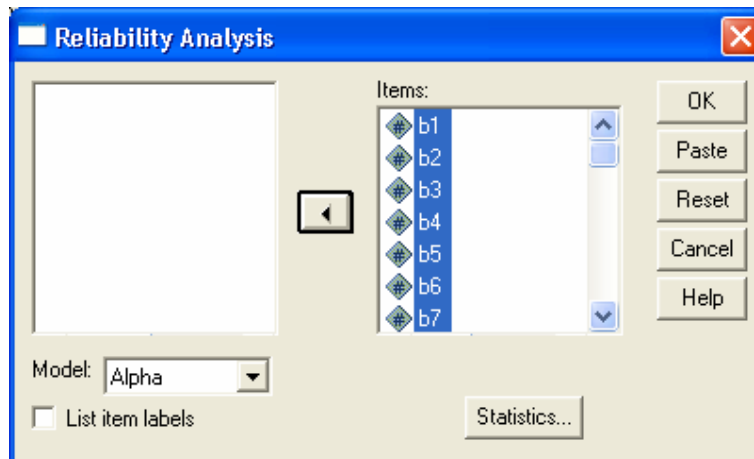 Reliability Analysis
Items:
# b1
# b2
# b3
# b4
# b5
# b6
# b7
OK
Paste
Reset
Cancel
Help
Model: Alpha
List item labels
Statistics...